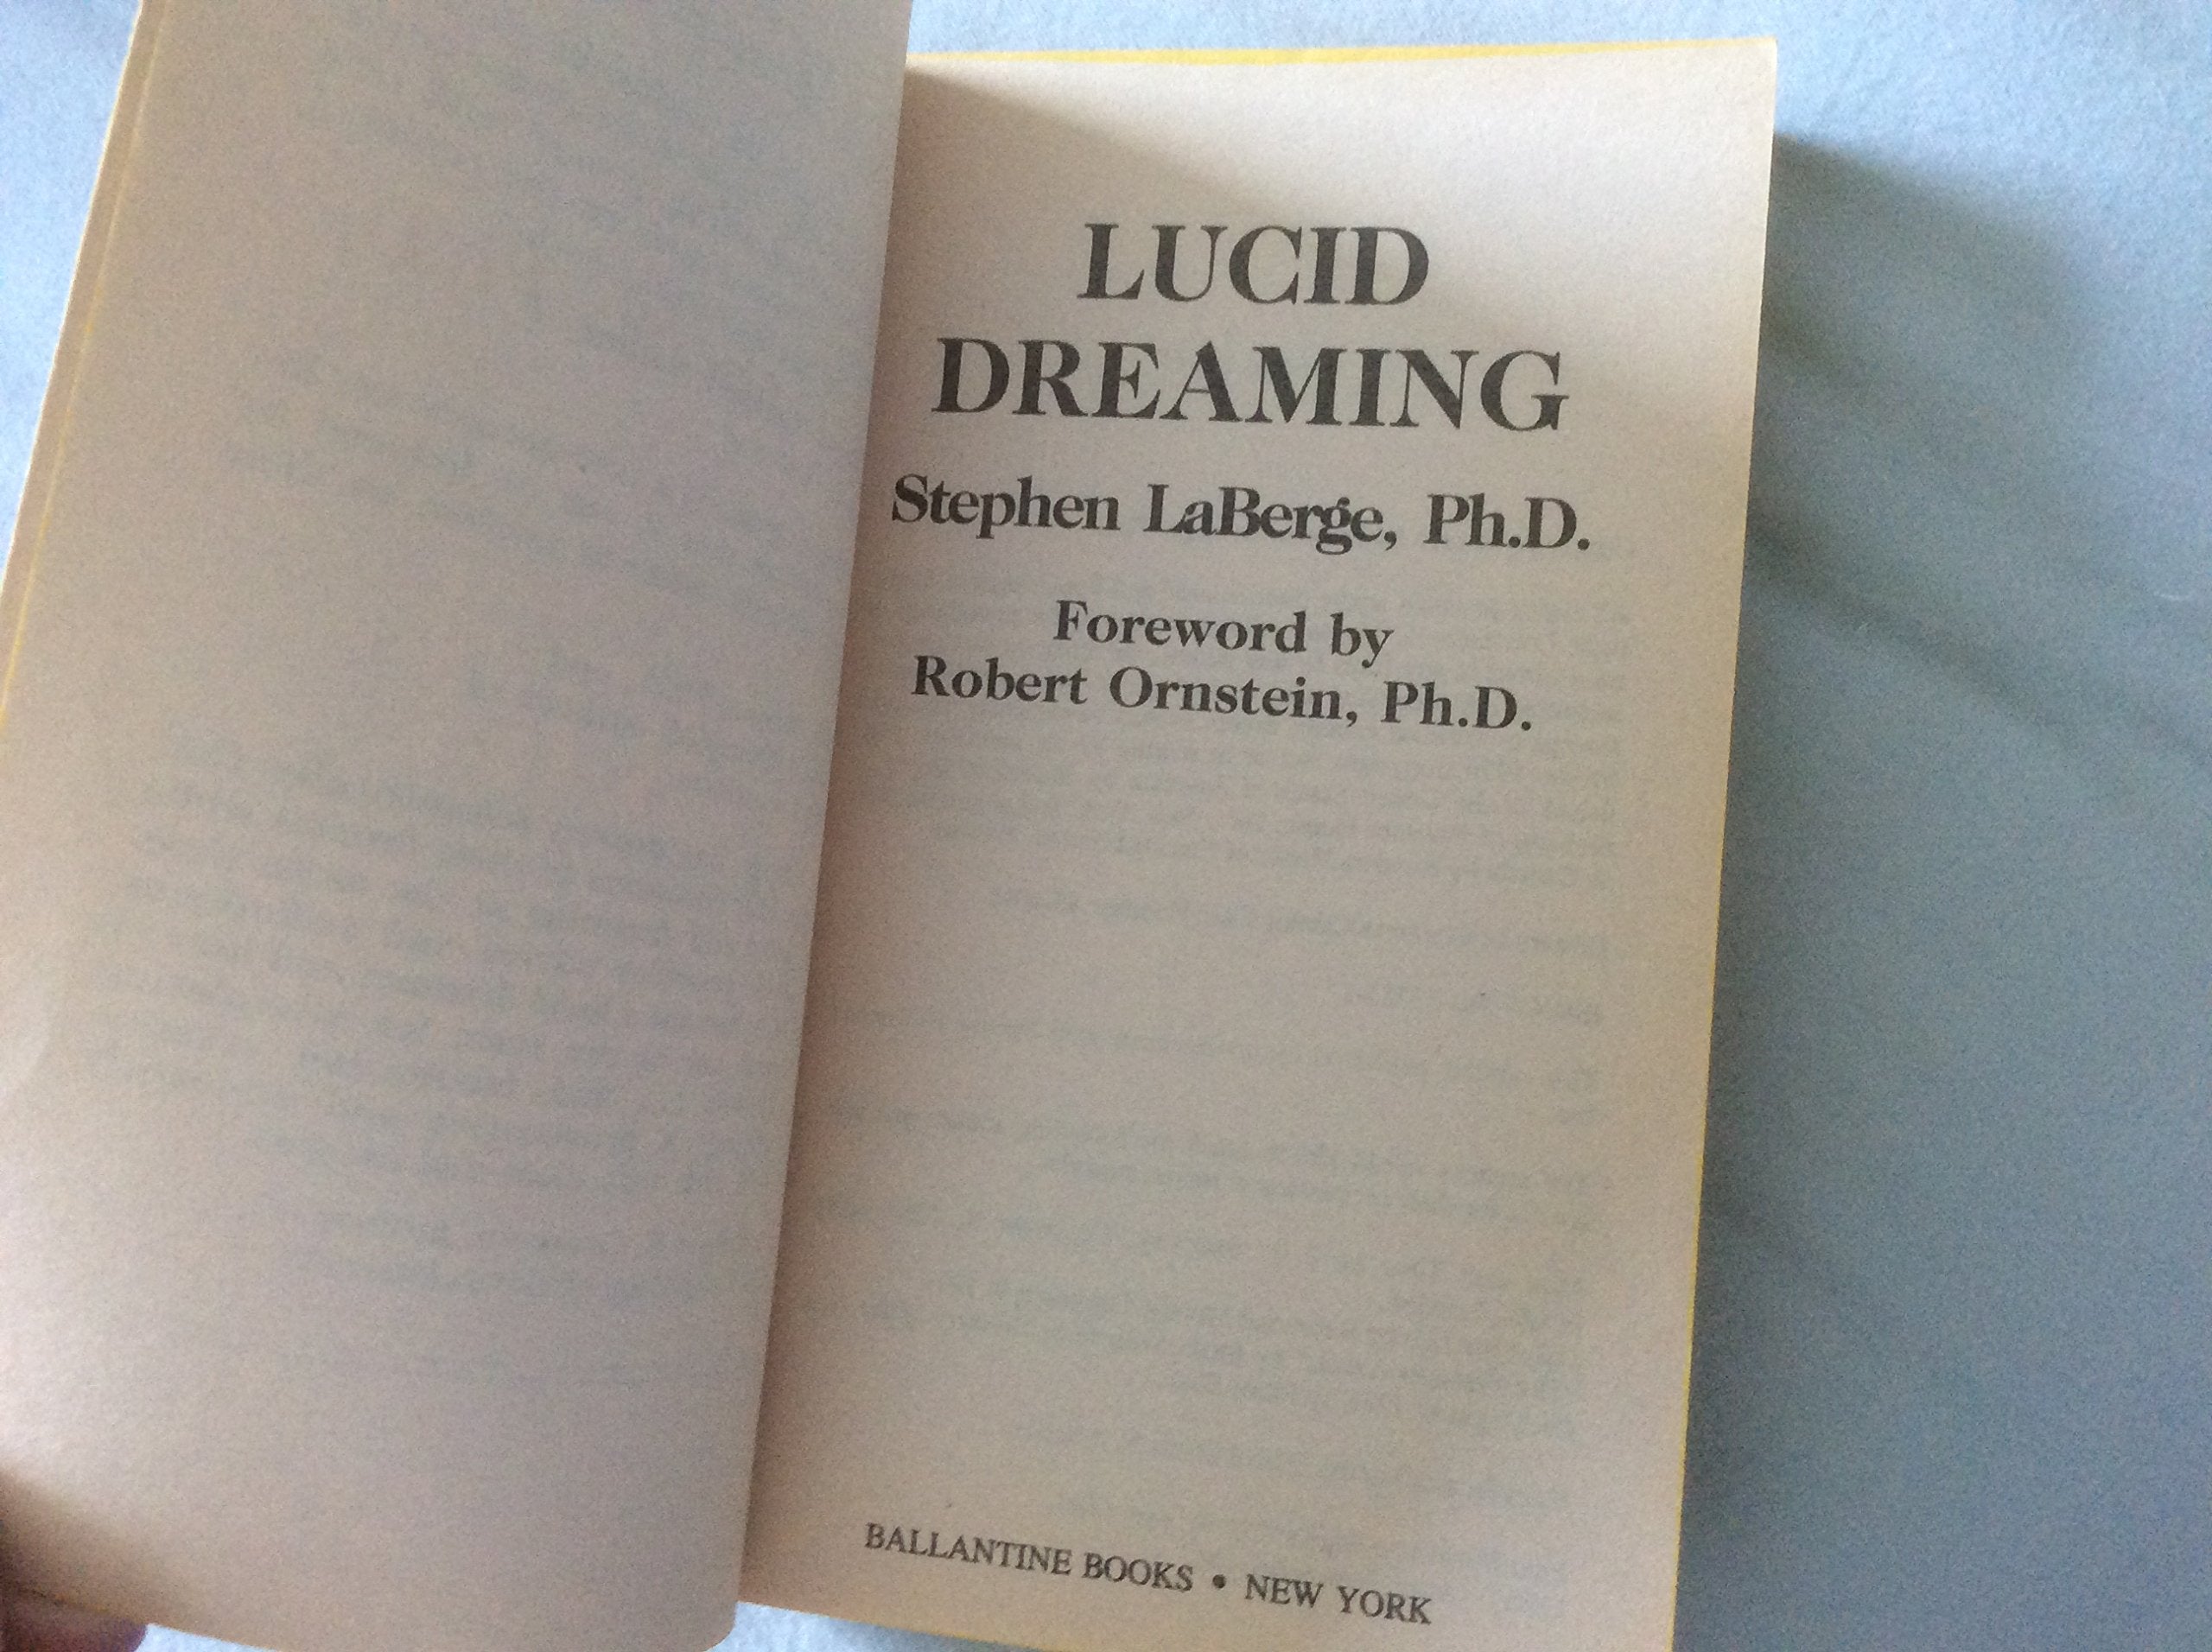 LUCID
DREAMING
Stephen LaBerge, Ph.D.
Foreword by
Robert Ornstein, Ph.D.
BALLANTINE BOOKS • NEW YORK